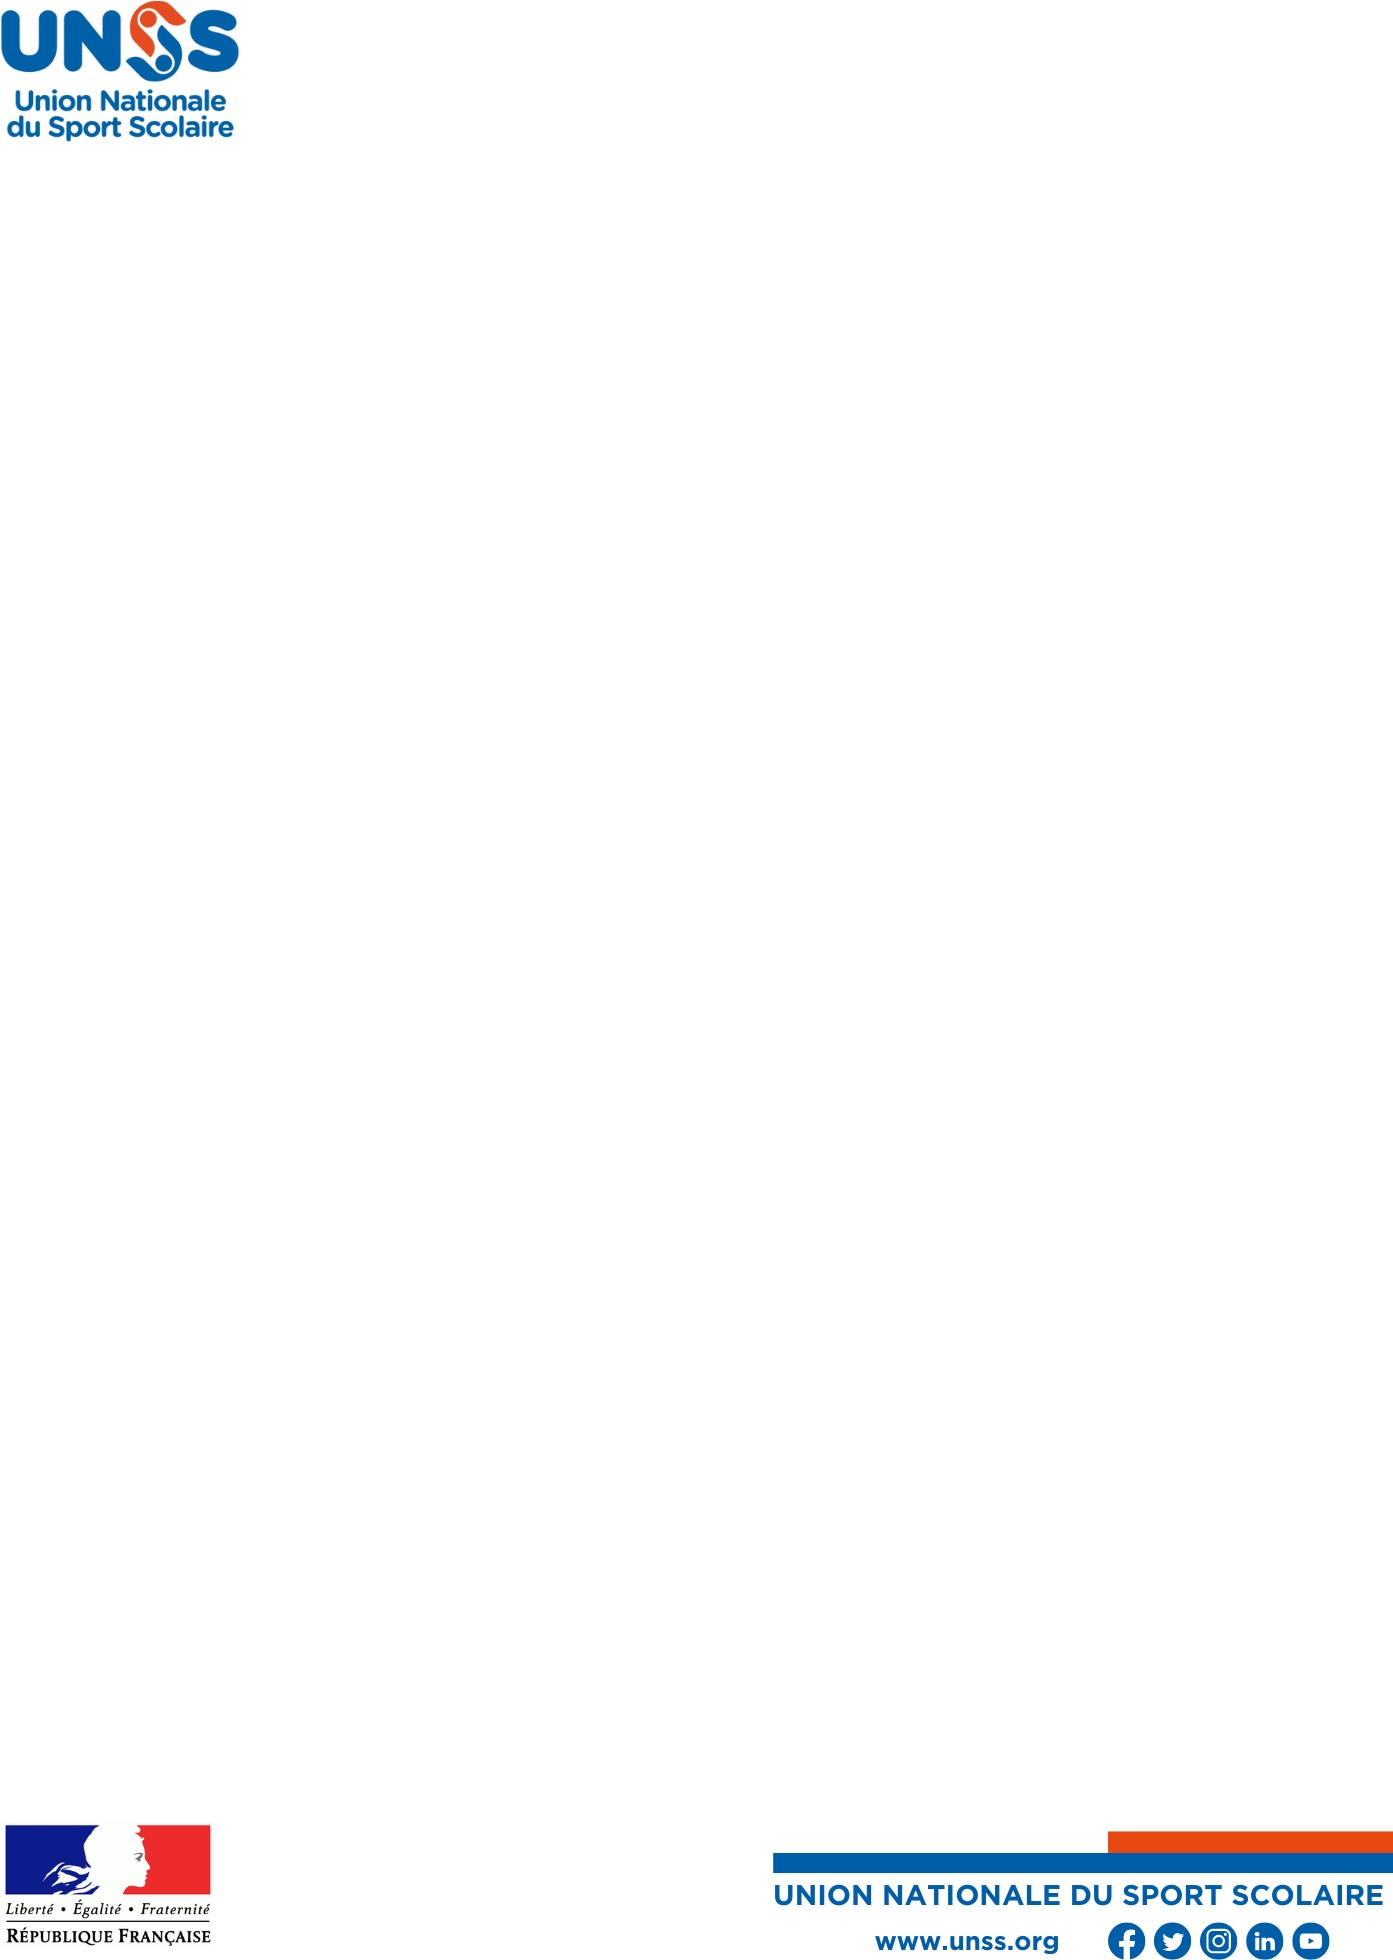 UNSS
Union Nationale
du Sport Scolaire
Liberté • Égalité • Fraternité
RÉPUBLIQUE FRANÇAISE
UNION NATIONALE DU SPORT SCOLAIRE
www.unss.org